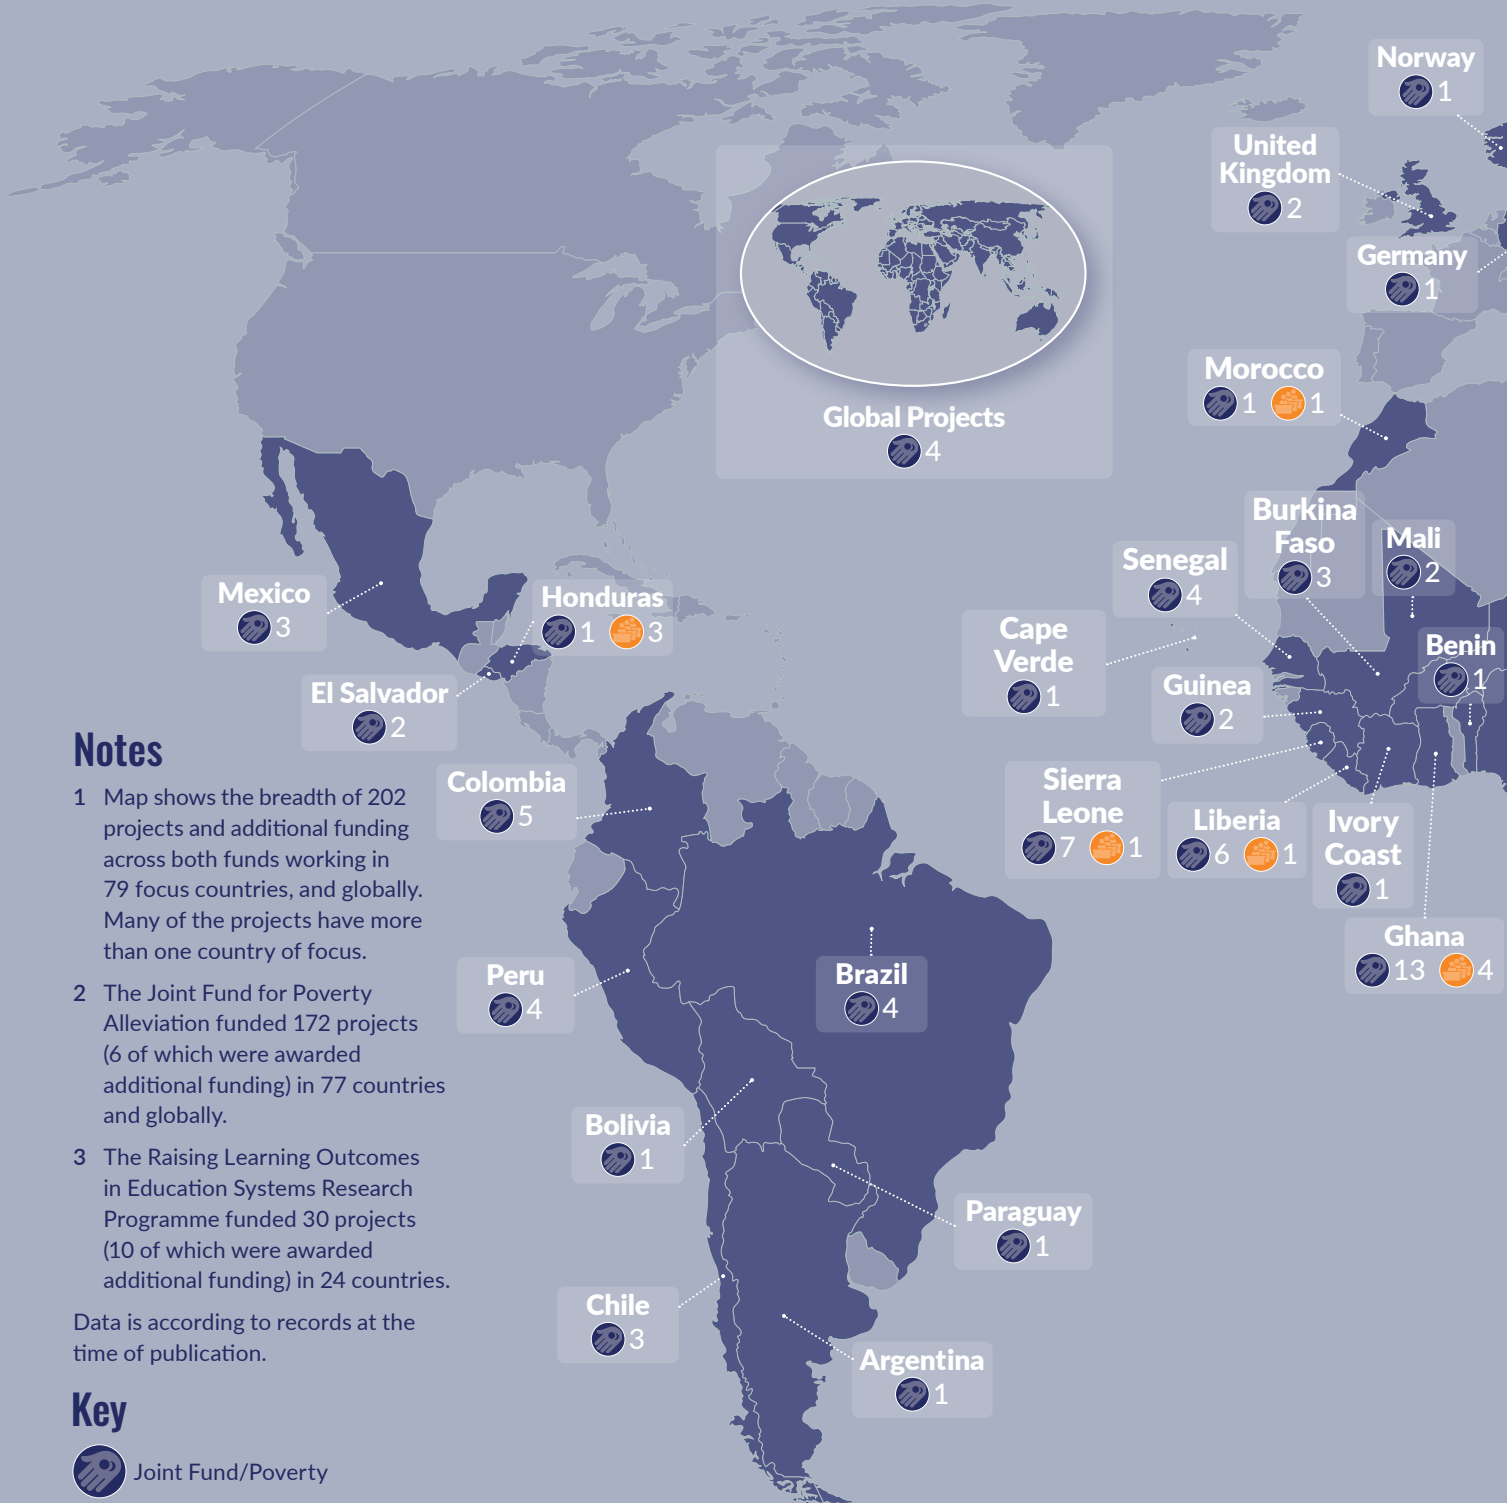 Norway
1
United
Kingdom
2
Germany
1
Morocco
1 1
Global Projects
4
Burkina
Faso
3
Mali
2
Senegal
4
Mexico
3
Honduras
1 3
Cape
Verde
1
Benin
1
El Salvador
2
Guinea
2
Colombia
5
Sierra
Leone
7 1
Liberia
6 1
Ivory
Coast
1
Ghana
13 4
Peru
4
Brazil
4
Bolivia
1
Paraguay
1
Chile
3
Argentina
1
Notes
1 Map shows the breadth of 202
projects and additional funding
across both funds working in
79 focus countries, and globally.
Many of the projects have more
than one country of focus.
2 The Joint Fund for Poverty
Alleviation funded 172 projects
(6 of which were awarded
additional funding) in 77 countries
and globally.
3 The Raising Learning Outcomes
in Education Systems Research
Programme funded 30 projects
(10 of which were awarded
additional funding) in 24 countries.
Data is according to records at the
time of publication.
Key
Joint Fund/Poverty